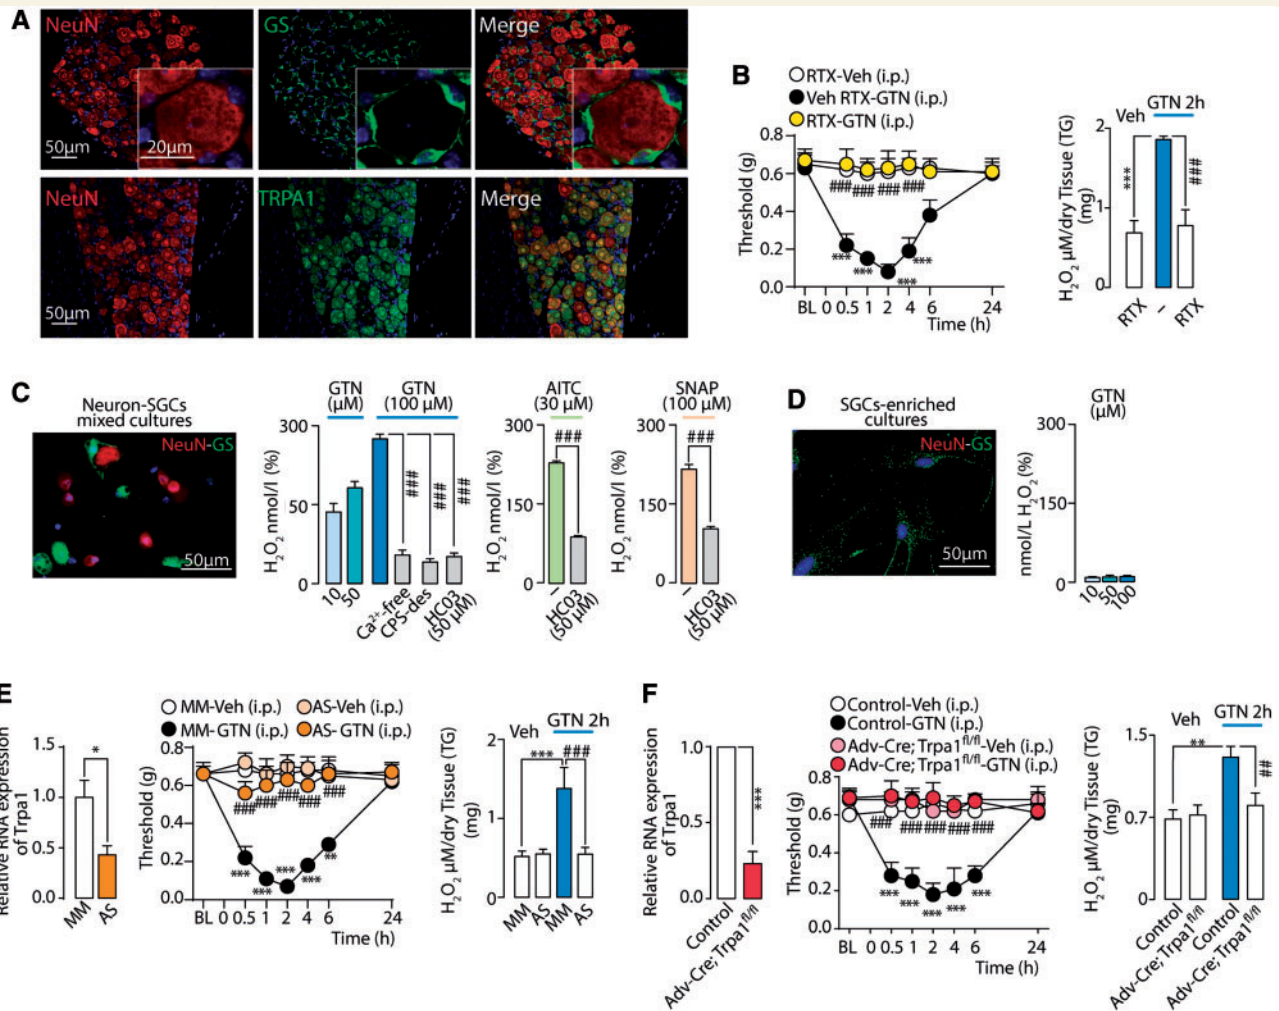 A
NeuN
GS
Merge
50µm
20µm
NeuN
TRPA1
Merge
50µm
B
RTX-Veh (i.p.)
Veh RTX-GTN (i.p.)
RTX-GTN (i.p.)
Threshold (g)
0.8
0.6
0.4
0.2
0.0
### ### ### ###
*** *** *** ***
BL 0 0.5 1 2 4 6 24
Time (h)
Veh GTN 2h
H2O2 µM/dry Tissue (TG)
(mg)
2
1
0
*** ###
RTX – RTX
C
Neuron-SGCs
mixed cultures
NeuN-GS
50µm
GTN
(µM)
GTN
(100 µM)
H2O2 nmol/l (%)
300
50
0
### ### ###
10 50 Ca2+-free CPS-des HC03
(50 µM)
AITC
(30 µM)
H2O2 nmol/l (%)
300
150
0
###
– HC03
(50 µM)
SNAP
(100 µM)
H2O2 nmol/l (%)
300
150
0
###
– HC03
(50 µM)
D
SGCs-enriched
cultures
NeuN-GS
50µm
GTN
(µM)
nmol/L H2O2 (%)
300
150
0
10 50 100
E
Relative RNA expression
of Trpa1
1.5
1.0
0.5
0.0
*
MM AS
MM-Veh (i.p.) AS-Veh (i.p.)
MM-GTN (i.p.) AS- GTN (i.p.)
Threshold (g)
0.8
0.6
0.4
0.2
0.0
### ### ### ### ###
*** *** *** *** **
BL 0 0.5 1 2 4 6 24
Time (h)
Veh GTN 2h
H2O2 µM/dry Tissue (TG)
(mg)
2
1
0
*** ###
MM AS MM AS
F
Relative RNA expression
of Trpa1
1.0
0.5
0.0
***
Control Adv-Cre; Trpa1fl/fl
Control-Veh (i.p.)
Control-GTN (i.p.)
Adv-Cre; Trpa1fl/fl-Veh (i.p.)
Adv-Cre; Trpa1fl/fl-GTN (i.p.)
Threshold (g)
0.8
0.6
0.4
0.2
0.0
### ### ### ### ###
*** *** *** *** ***
BL 0 0.5 1 2 4 6 24
Time (h)
Veh GTN 2h
H2O2 µM/dry Tissue (TG)
(mg)
1.5
0.7
0
** ##
Control Adv-Cre; Trpa1fl/fl Control Adv-Cre; Trpa1fl/fl